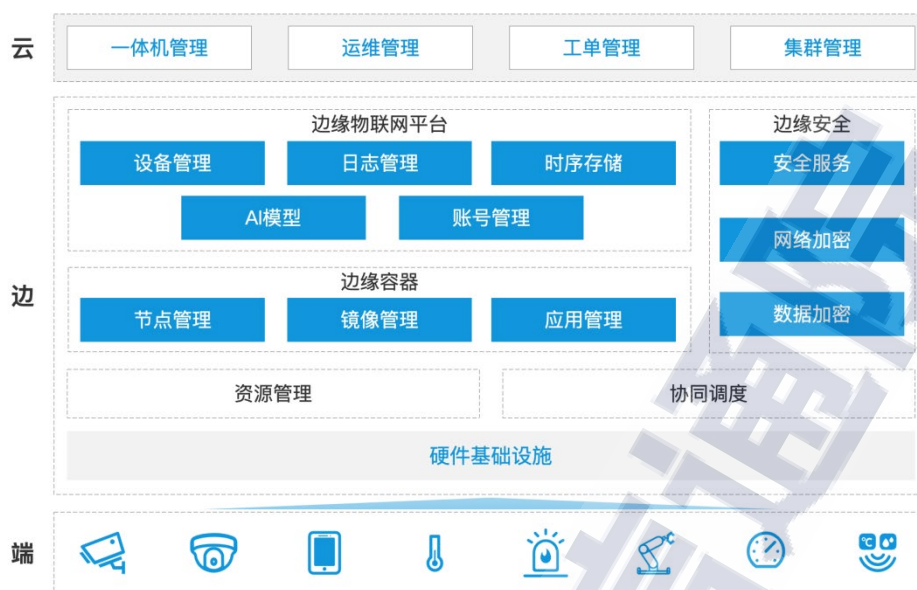 云
一体机管理 运维管理 工单管理 集群管理
边
边缘物联网平台
设备管理 日志管理 时序存储
AI模型 账号管理
边缘容器
节点管理 镜像管理 应用管理
边缘安全
安全服务
网络加密
数据加密
资源管理 协同调度
硬件基础设施
端
℃